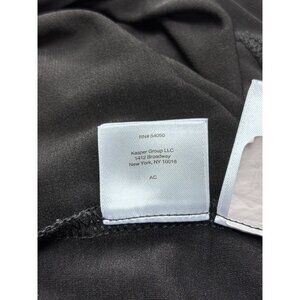 RN# 54050
Kasper Group LLC
1412 Broadway
New York, NY 10018
AC